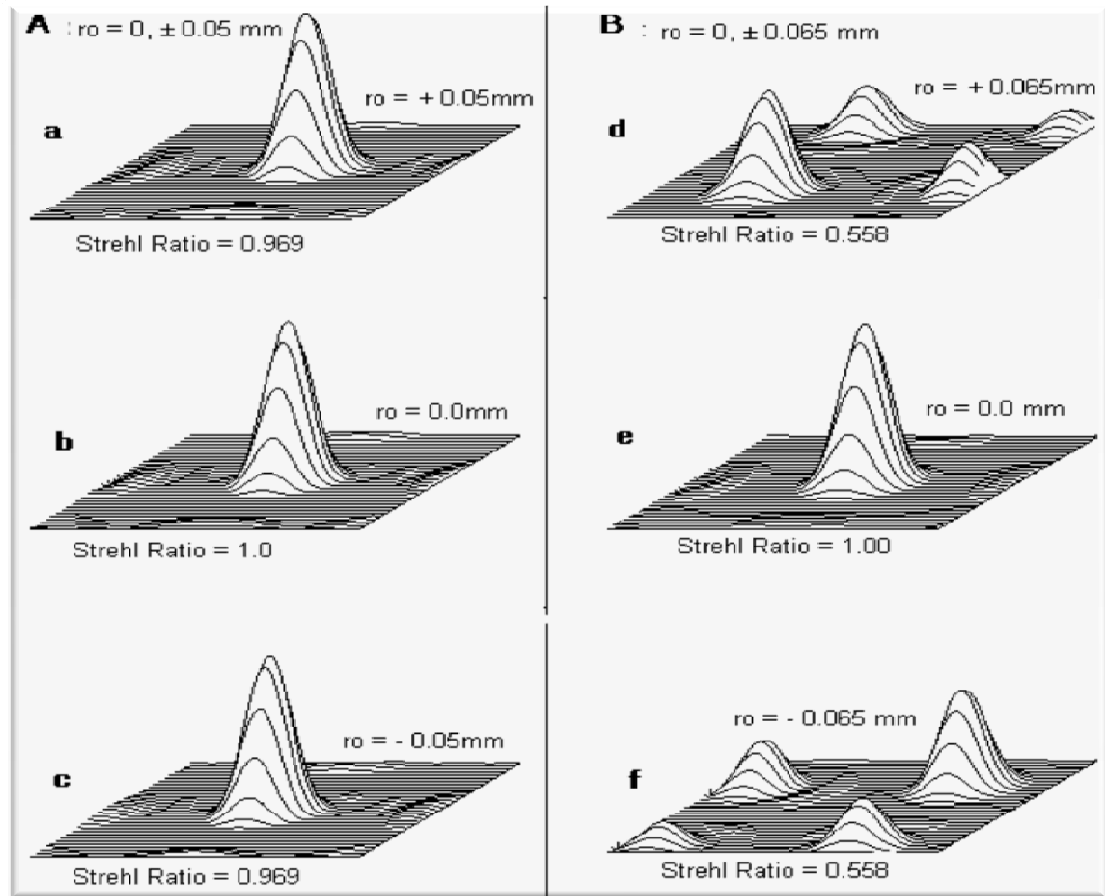 A : ro = 0, ± 0.05 mm
ro = + 0.05mm
a
Strehl Ratio = 0.969
ro = 0.0mm
b
Strehl Ratio = 1.0
ro = - 0.05mm
c
Strehl Ratio = 0.969
B : ro = 0, ± 0.065 mm
ro = + 0.065mm
d
Strehl Ratio = 0.558
ro = 0.0 mm
e
Strehl Ratio = 1.00
ro = - 0.065 mm
f
Strehl Ratio = 0.558